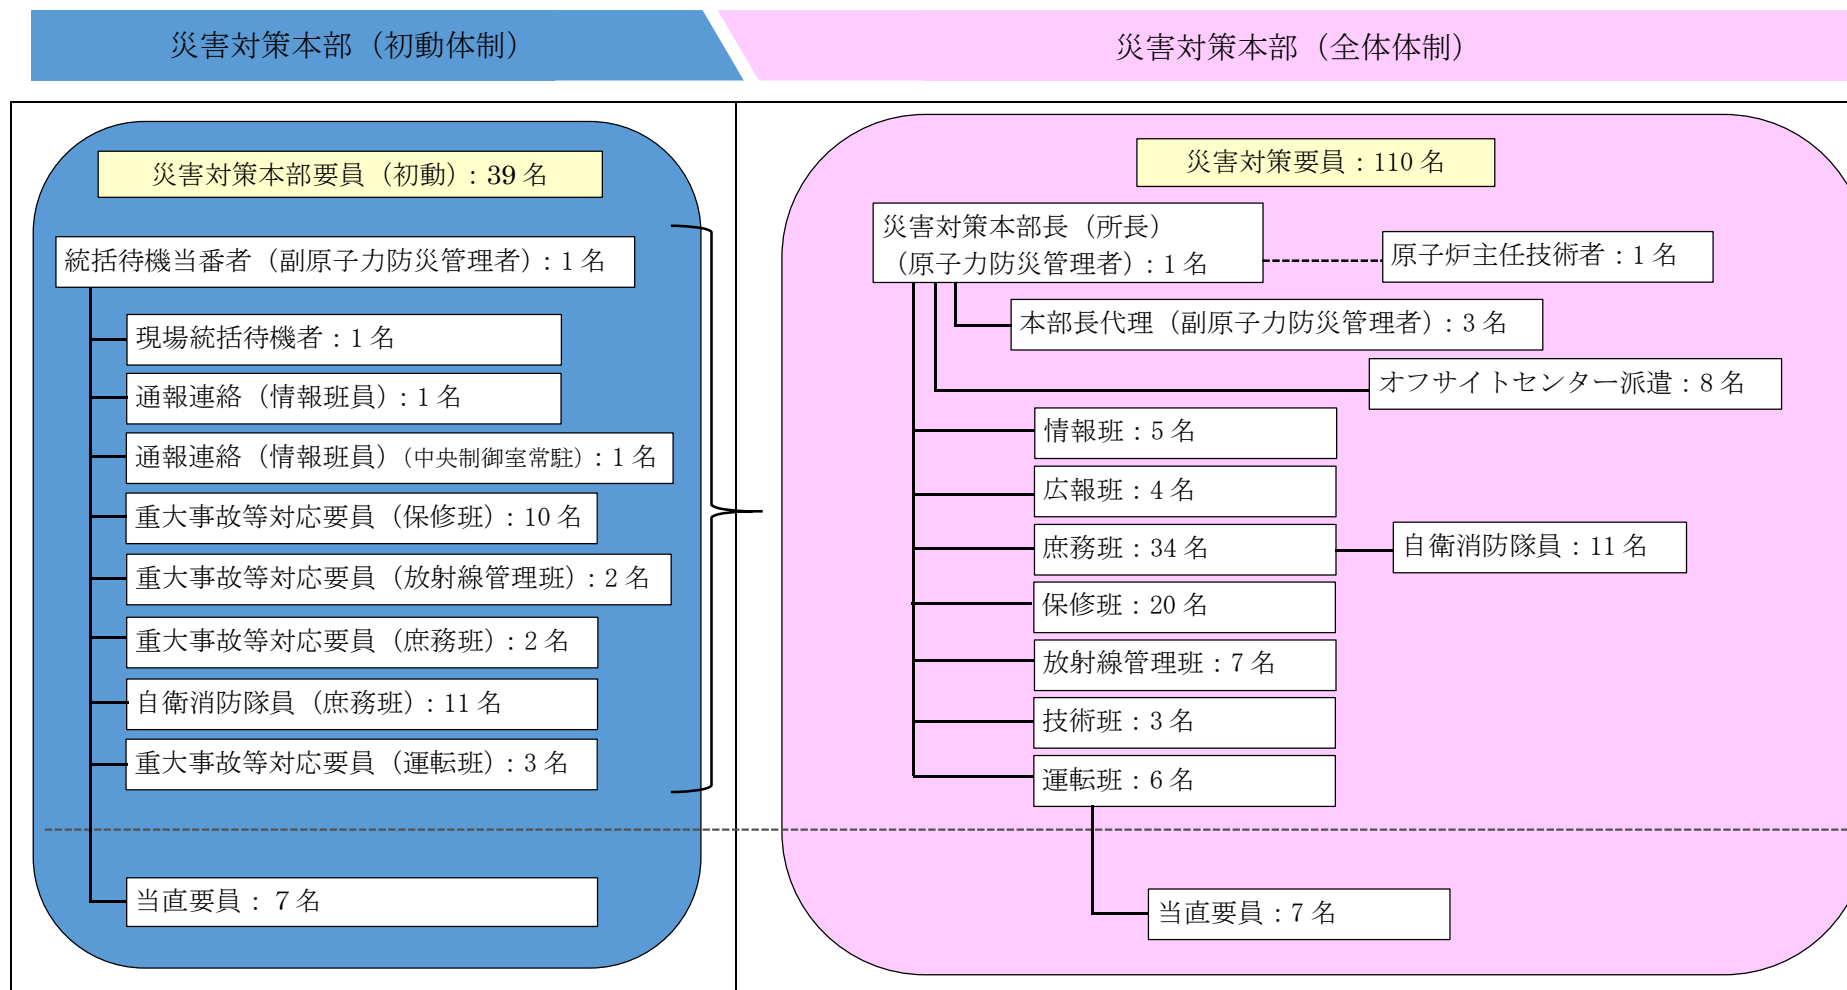 災害対策本部（初動体制）
災害対策本部（全体体制）
災害対策本部要員（初動）：39 名
統括待機当番者（副原子力防災管理者）：1 名
現場統括待機者：1 名
通報連絡（情報班員）：1 名
通報連絡（情報班員）（中央制御室常駐）：1 名
重大事故等対応要員（保修班）：10 名
重大事故等対応要員（放射線管理班）：2 名
重大事故等対応要員（庶務班）：2 名
自衛消防隊員（庶務班）：11 名
重大事故等対応要員（運転班）：3 名
当直要員：７名
災害対策要員：110 名
災害対策本部長（所長）
（原子力防災管理者）：1 名
原子炉主任技術者：1 名
本部長代理（副原子力防災管理者）：3 名
オフサイトセンター派遣：8 名
情報班：5 名
広報班：4 名
庶務班：34 名
自衛消防隊員：11 名
保修班：20 名
放射線管理班：7 名
技術班：3 名
運転班：6 名
当直要員：7 名